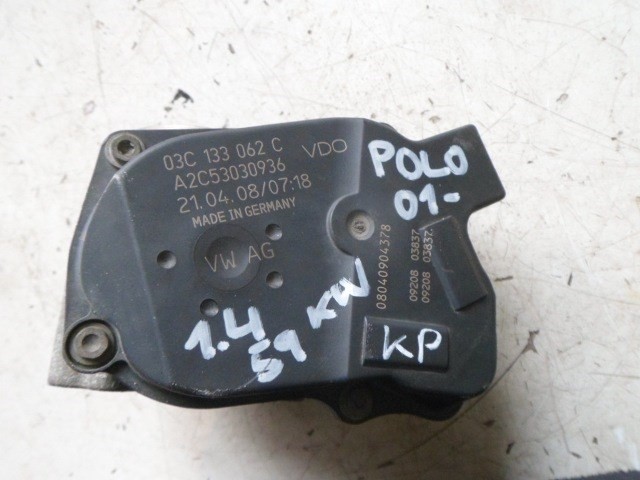 03C 133 062 C
VDO
A2C53030936
21.04.08/07:18
MADE IN GERMANY
VW AG
POLO
01-
08040904378
09208 03837
09208 03837
1.4
59 KW
KP